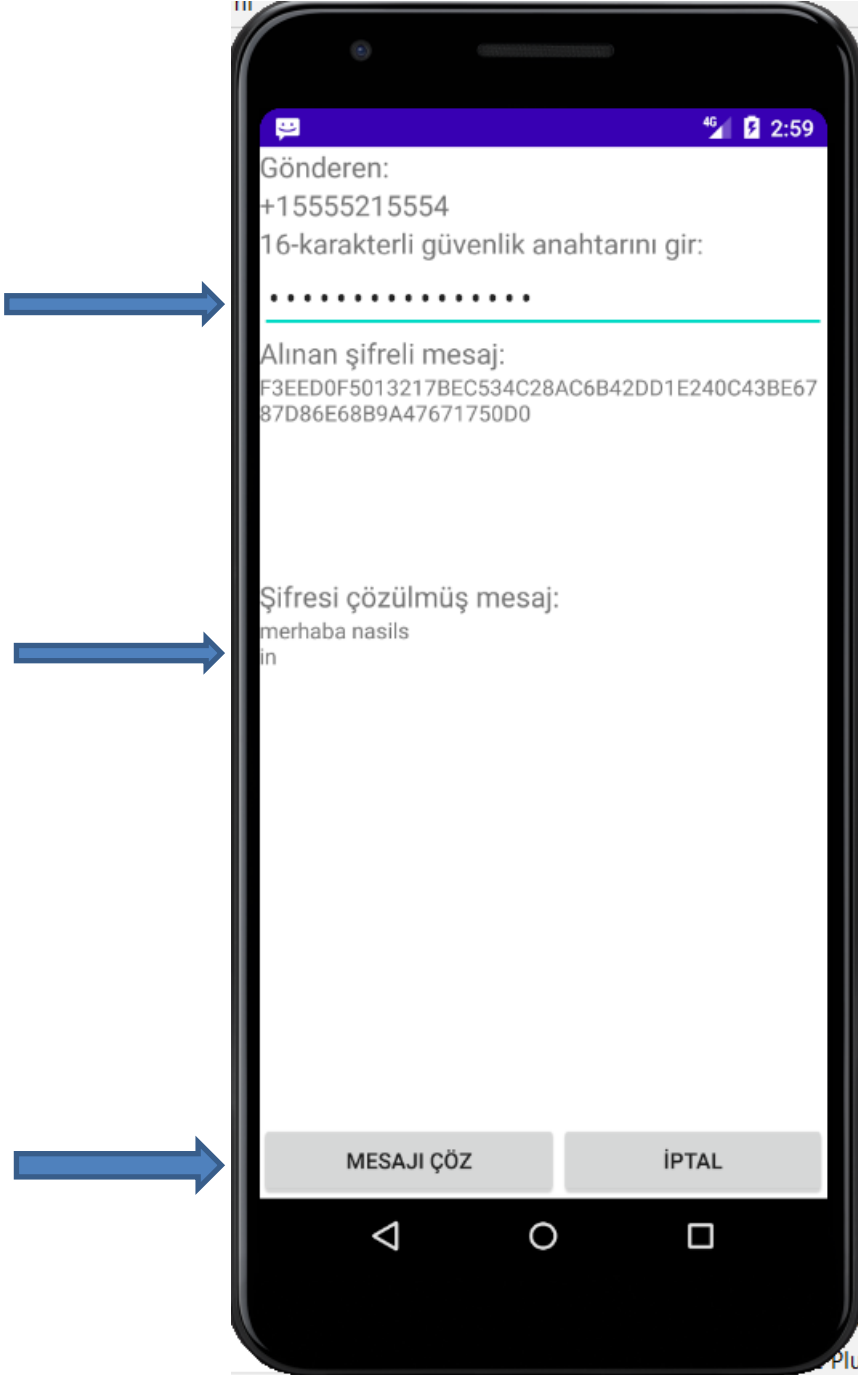 4G 2:59
Gönderen:
+15555215554
16-karakterli güvenlik anahtarını gir:
••••••••••••••••
Alınan şifreli mesaj:
F3EED0F5013217BEC534C28AC6B42DD1E240C43BE67
87D86E68B9A47671750D0
Şifresi çözülmüş mesaj:
merhaba nasils
in
MESAJI ÇÖZ İPTAL